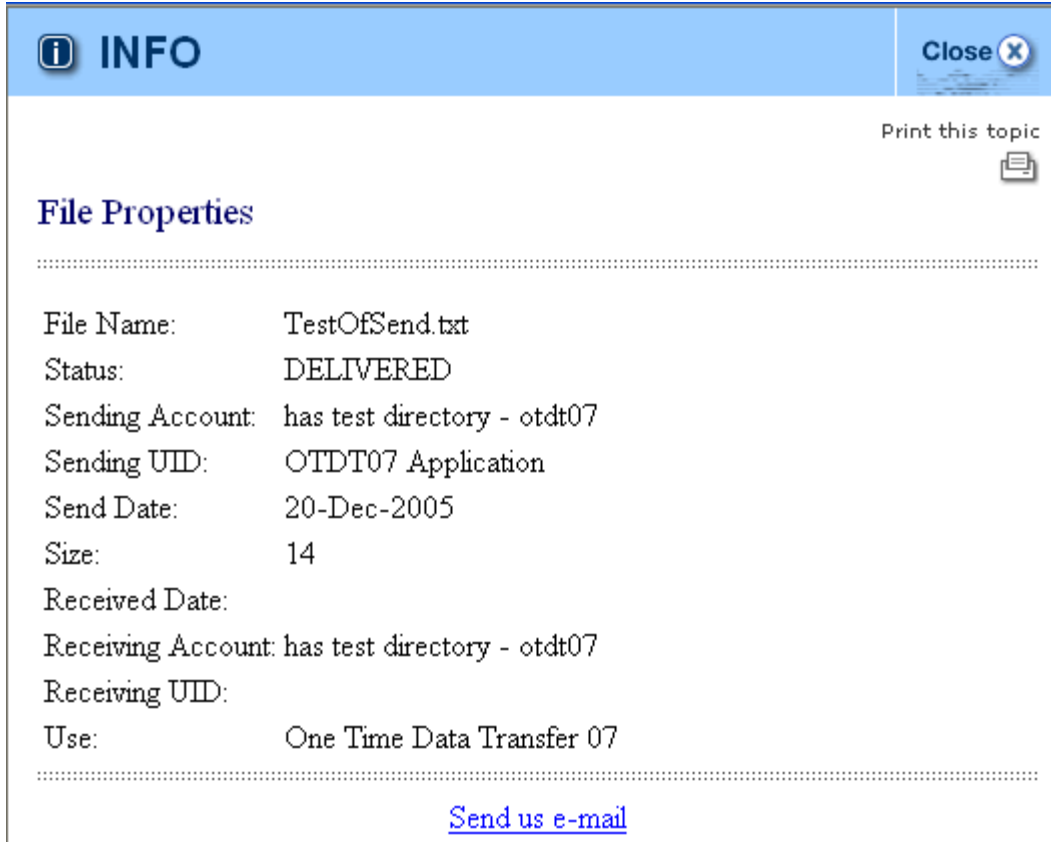 INFO
Close
Print this topic
File Properties
File Name: TestOfSend.txt
Status: DELIVERED
Sending Account: has test directory - otdt07
Sending UID: OTDT07 Application
Send Date: 20-Dec-2005
Size: 14
Received Date:
Receiving Account: has test directory - otdt07
Receiving UID:
Use: One Time Data Transfer 07
Send us e-mail